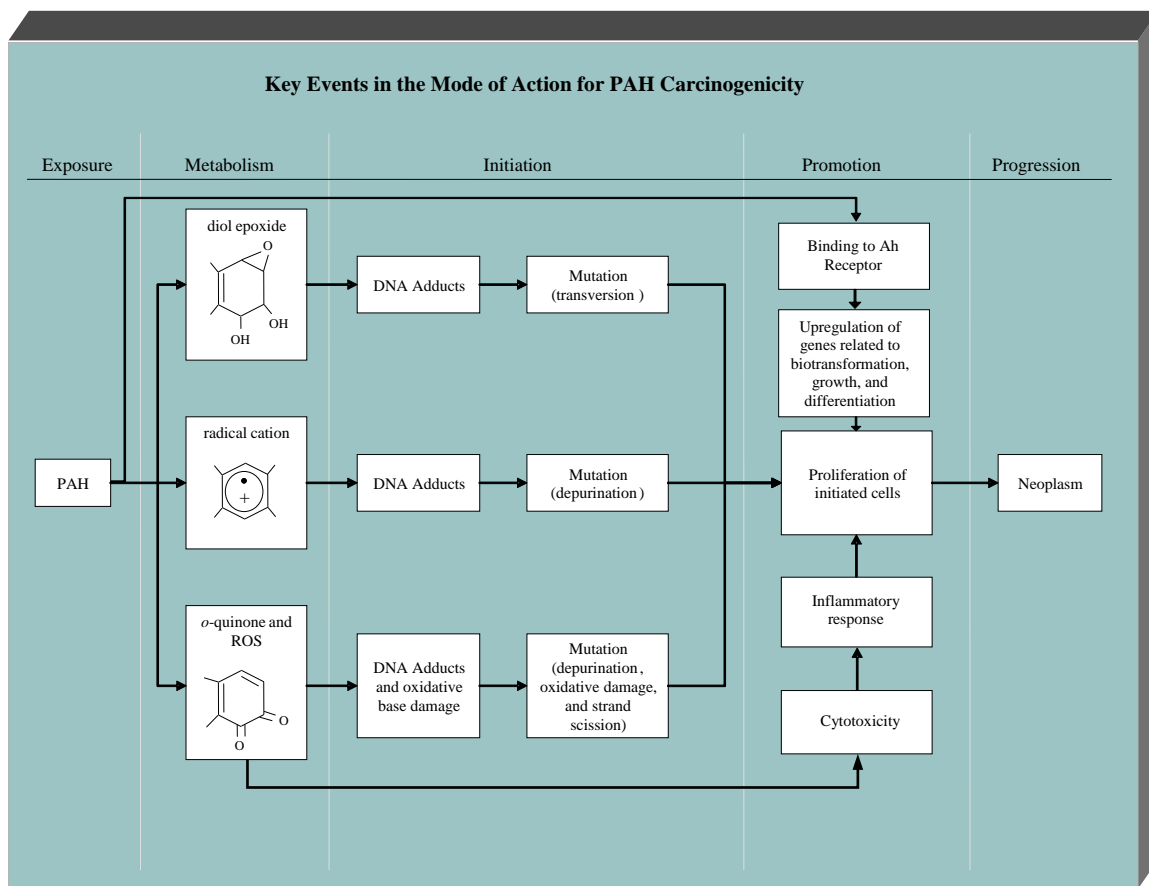 Key Events in the Mode of Action for PAH Carcinogenicity
Exposure
Metabolism
Initiation
Promotion
Progression
PAH
diol epoxide
O
OH
OH
radical cation
+
o-quinone and
ROS
O
O
DNA Adducts
Mutation
(transversion )
DNA Adducts
Mutation
(depurination)
DNA Adducts
and oxidative
base damage
Mutation
(depurination,
oxidative damage,
and strand
scission)
Binding to Ah
Receptor
Upregulation of
genes related to
biotransformation,
growth, and
differentiation
Proliferation of
initiated cells
Inflammatory
response
Cytotoxicity
Neoplasm